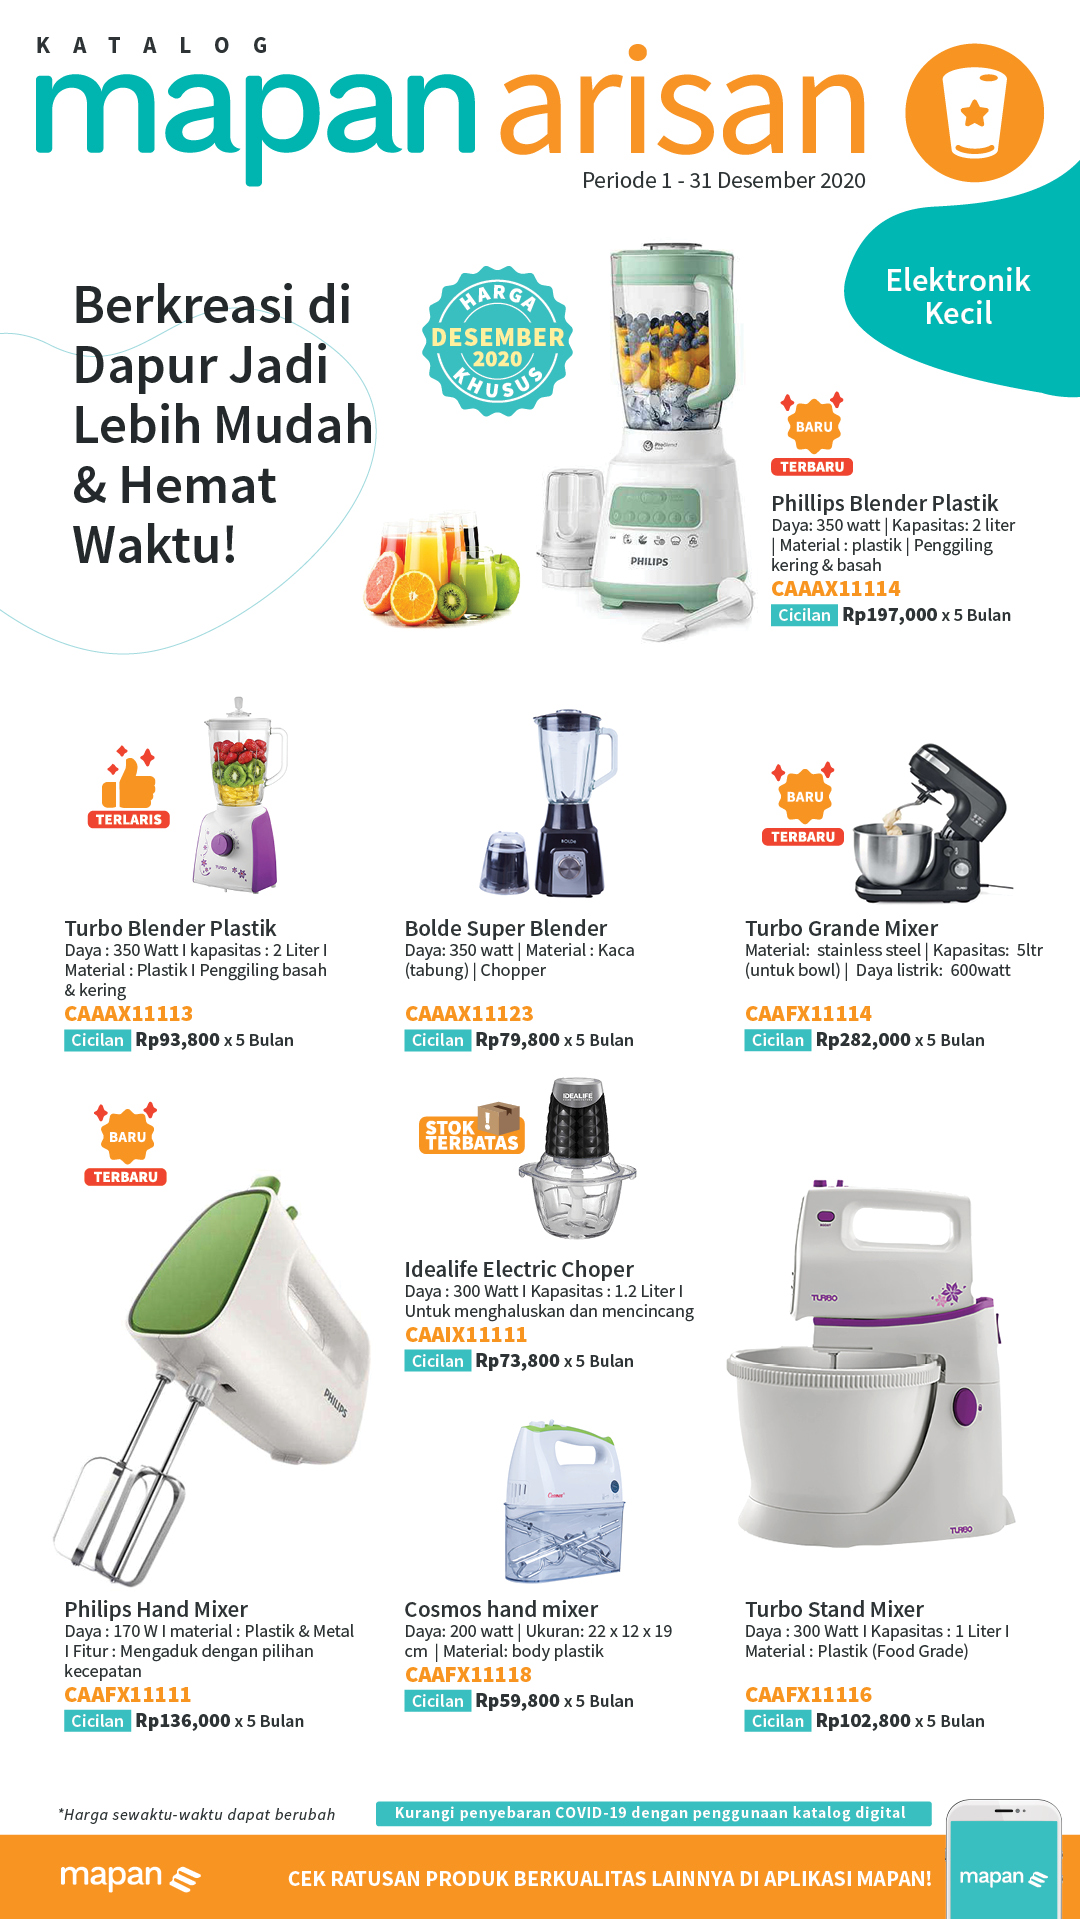 KATALOG
mapan arisan
Periode 1 - 31 Desember 2020
Elektronik
Kecil
Berkreasi di
Dapur Jadi
Lebih Mudah
& Hemat
Waktu!
HARGA
DESEMBER
2020
KHUSUS
ProBlend
PHILIPS
BARU
TERBARU
Phillips Blender Plastik
Daya: 350 watt | Kapasitas: 2 liter
| Material : plastik | Penggiling
kering & basah
CAAAX11114
Cicilan Rp197,000 x 5 Bulan
TERLARIS
TURBO
Turbo Blender Plastik
Daya : 350 Watt I kapasitas : 2 Liter I
Material : Plastik I Penggiling basah
& kering
CAAAX11113
Cicilan Rp93,800 x 5 Bulan
BOLDe
Bolde Super Blender
Daya: 350 watt | Material : Kaca
(tabung) | Chopper
CAAAX11123
Cicilan Rp79,800 x 5 Bulan
BARU
TERBARU
TURBO
Turbo Grande Mixer
Material:  stainless steel | Kapasitas:  5ltr
(untuk bowl) |  Daya listrik:  600watt
CAAFX11114
Cicilan Rp282,000 x 5 Bulan
BARU
TERBARU
PHILIPS
Philips Hand Mixer
Daya : 170 W I material : Plastik & Metal
I Fitur : Mengaduk dengan pilihan
kecepatan
CAAFX11111
Cicilan Rp136,000 x 5 Bulan
STOK
TERBATAS
IDEALIFE
Idealife Electric Choper
Daya : 300 Watt I Kapasitas : 1.2 Liter I
Untuk menghaluskan dan mencincang
CAAIX11111
Cicilan Rp73,800 x 5 Bulan
Cosmos
Cosmos hand mixer
Daya: 200 watt | Ukuran: 22 x 12 x 19
cm  | Material: body plastik
CAAFX11118
Cicilan Rp59,800 x 5 Bulan
TURBO
TURBO
Turbo Stand Mixer
Daya : 300 Watt I Kapasitas : 1 Liter I
Material : Plastik (Food Grade)
CAAFX11116
Cicilan Rp102,800 x 5 Bulan
*Harga sewaktu-waktu dapat berubah
Kurangi penyebaran COVID-19 dengan penggunaan katalog digital
mapan
CEK RATUSAN PRODUK BERKUALITAS LAINNYA DI APLIKASI MAPAN!
mapan